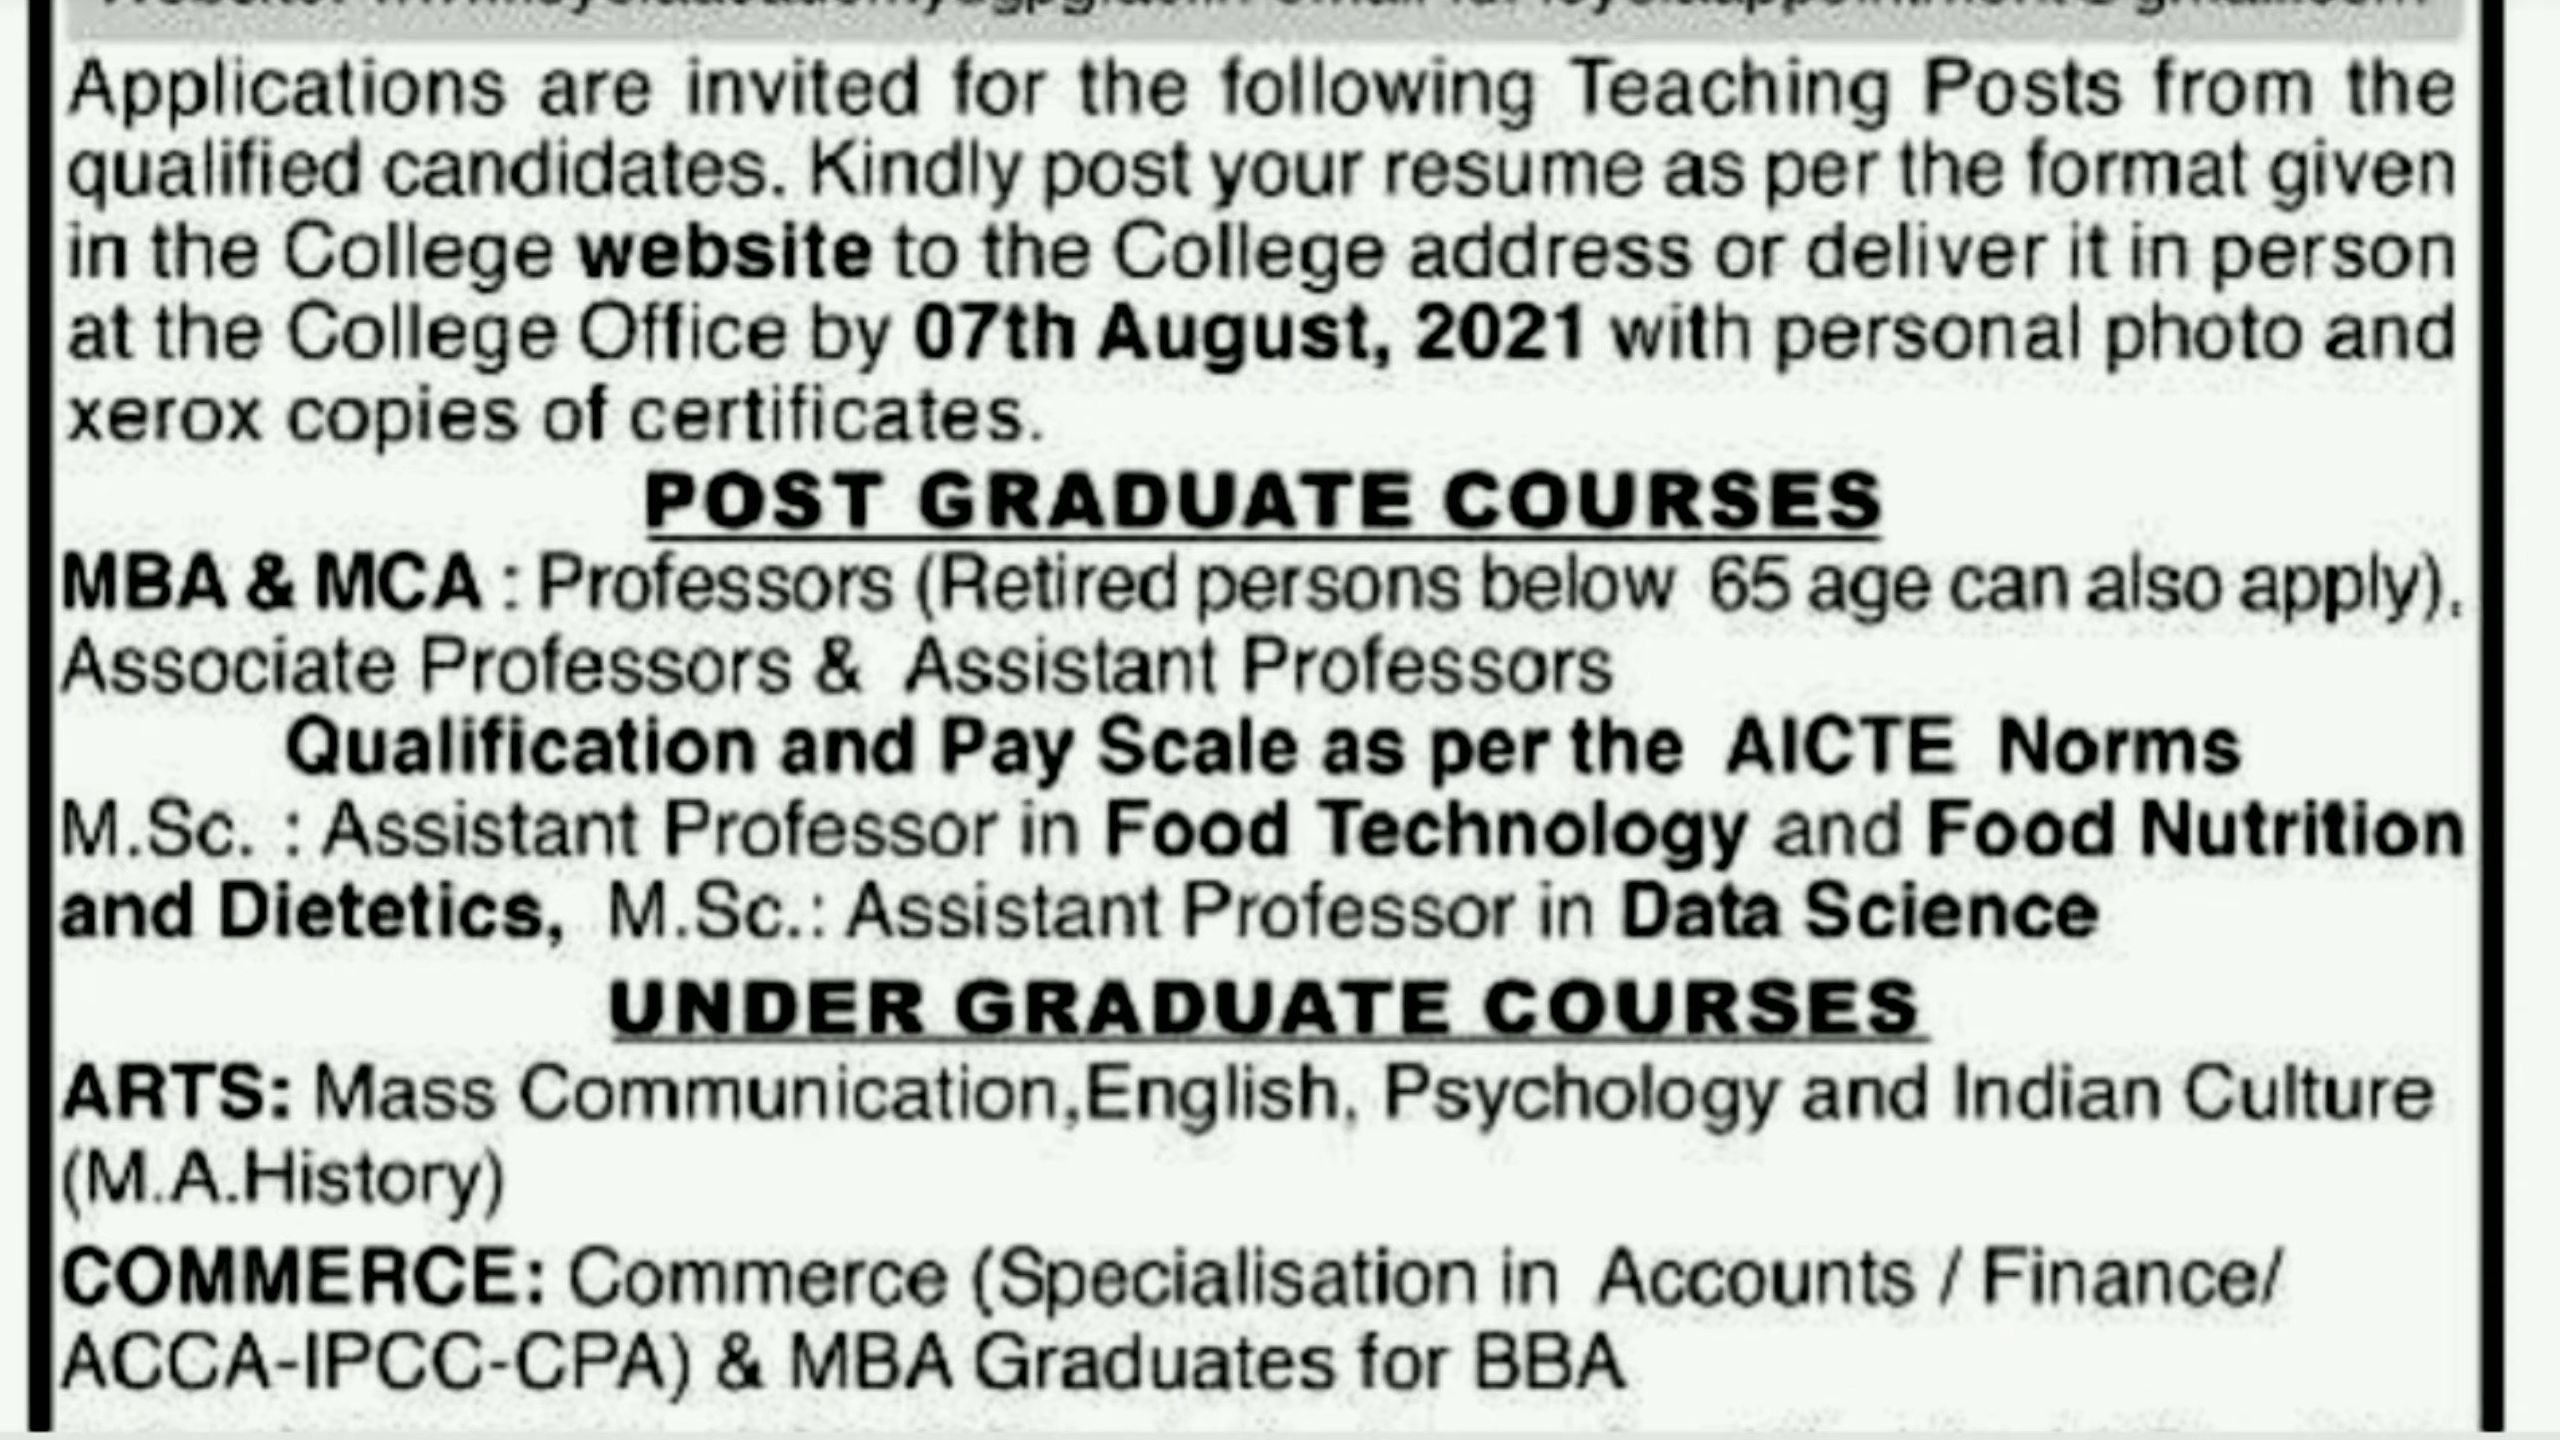 Applications are invited for the following Teaching Posts from the
qualified candidates. Kindly post your resume as per the format given
in the College website to the College address or deliver it in person
at the College Office by 07th August, 2021 with personal photo and
xerox copies of certificates.
POST GRADUATE COURSES
MBA & MCA : Professors (Retired persons below 65 age can also apply),
Associate Professors & Assistant Professors
Qualification and Pay Scale as per the AICTE Norms
M.Sc. : Assistant Professor in Food Technology and Food Nutrition
and Dietetics, M.Sc.: Assistant Professor in Data Science
UNDER GRADUATE COURSES
ARTS: Mass Communication,English, Psychology and Indian Culture
(M.A.History)
COMMERCE: Commerce (Specialisation in Accounts / Finance/
ACCA-IPCC-CPA) & MBA Graduates for BBA